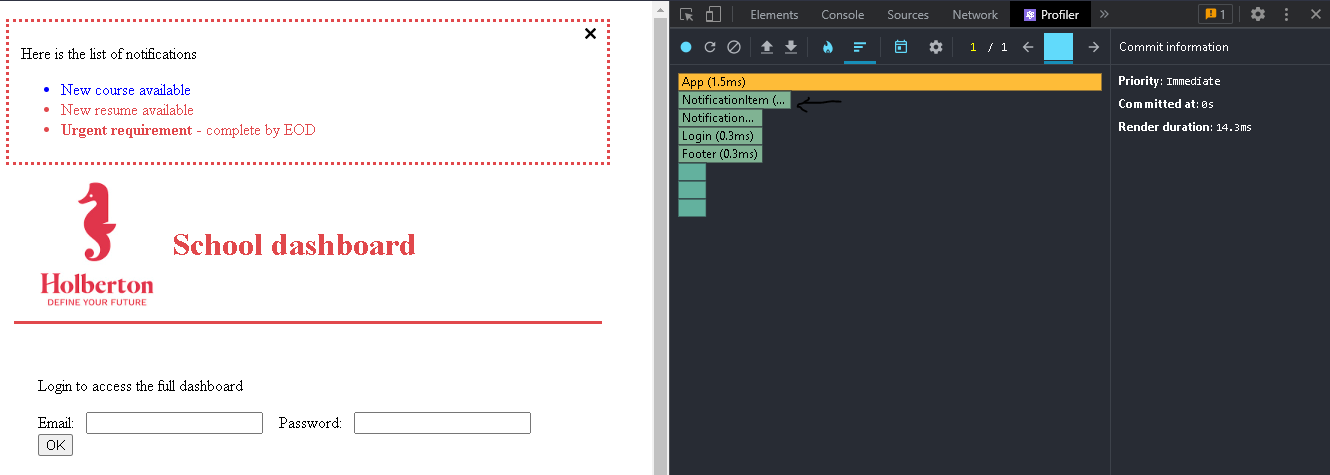 Here is the list of notifications
New course available
New resume available
Urgent requirement - complete by EOD
Holberton
DEFINE YOUR FUTURE
School dashboard
Login to access the full dashboard
Email: Password:
OK
Elements Console Sources Network Profiler » 1
1 / 1 Commit information
App (1.5ms)
NotificationItem (...
Notification...
Login (0.3ms)
Footer (0.3ms)
Priority: Immediate
Committed at: 0s
Render duration: 14.3ms